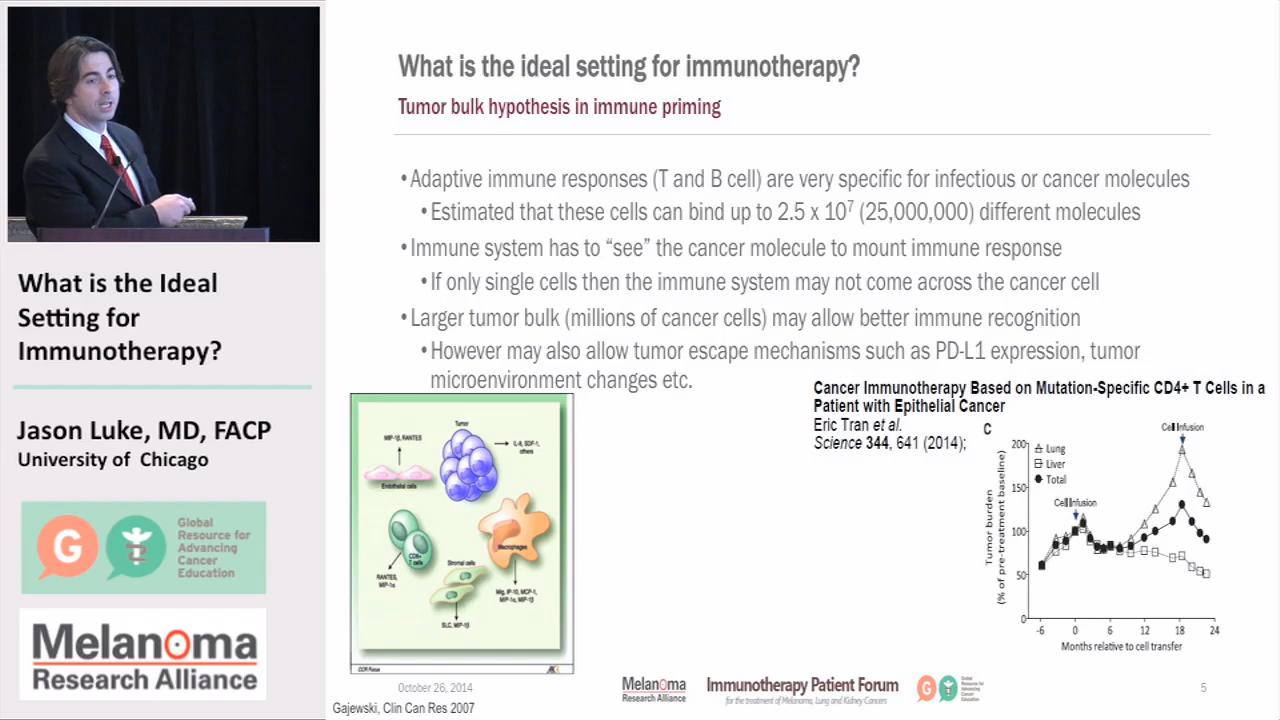 What is the ideal setting for immunotherapy?
Tumor bulk hypothesis in immune priming
•Adaptive immune responses (T and B cell) are very specific for infectious or cancer molecules
•Estimated that these cells can bind up to 2.5 x 10⁷ (25,000,000) different molecules
•Immune system has to “see” the cancer molecule to mount immune response
•If only single cells then the immune system may not come across the cancer cell
•Larger tumor bulk (millions of cancer cells) may allow better immune recognition
•However may also allow tumor escape mechanisms such as PD-L1 expression, tumor
microenvironment changes etc.
What is the Ideal
Setting for
Immunotherapy?
Jason Luke, MD, FACP
University of Chicago
G
Global
Resource for
Advancing
Cancer
Education
Melanoma
Research Alliance
Tumor
MIP-1β, RANTES
IL-8, SDF-1,
others
Endothelial cells
CD8+
T cells
Macrophages
RANTES,
MIP-1α
Stromal cells
Mig, IP-10, MCP-1,
MIP-1α, MIP-1β
SLC, MIP-1β
CCR Focus
Cancer Immunotherapy Based on Mutation-Specific CD4+ T Cells in a
Patient with Epithelial Cancer
Eric Tran et al.
Science 344, 641 (2014);
C
Cell Infusion
Lung
Liver
Total
Cell Infusion
Tumor burden
(% of pre-treatment baseline)
200
150
100
50
0
-6 0 6 12 18 24
Months relative to cell transfer
October 26, 2014
Melanoma
Research Alliance
Immunotherapy Patient Forum
for the treatment of Melanoma, Lung and Kidney Cancers
G
Global
Resource for
Advancing
Cancer
Education
5
Gajewski, Clin Can Res 2007